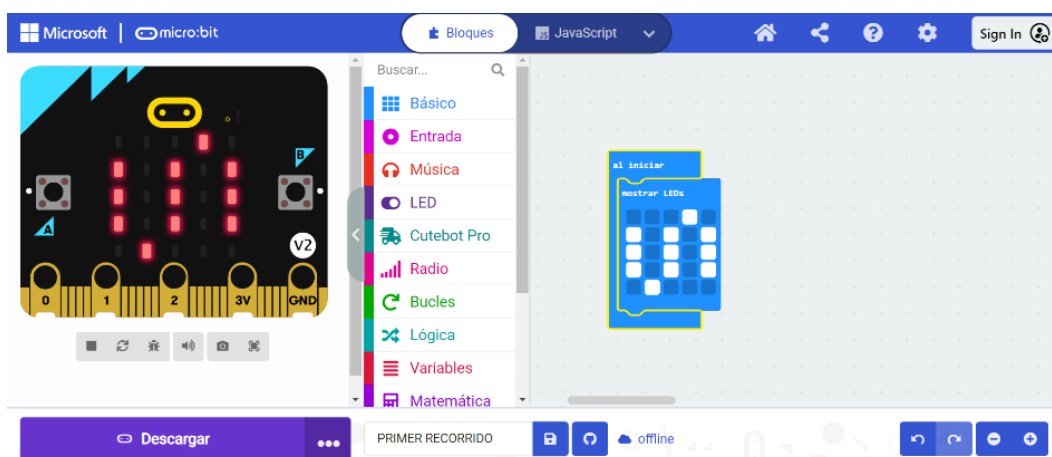 Microsoft micro:bit Bloques JS JavaScript Sign In
Buscar...
Básico
Entrada
Música
LED
Cutebot Pro
Radio
Bucles
Lógica
Variables
Matemática
B
A
V2
0 1 2 3V GND
al iniciar
mostrar LEDs
Descargar
PRIMER RECORRIDO
offline